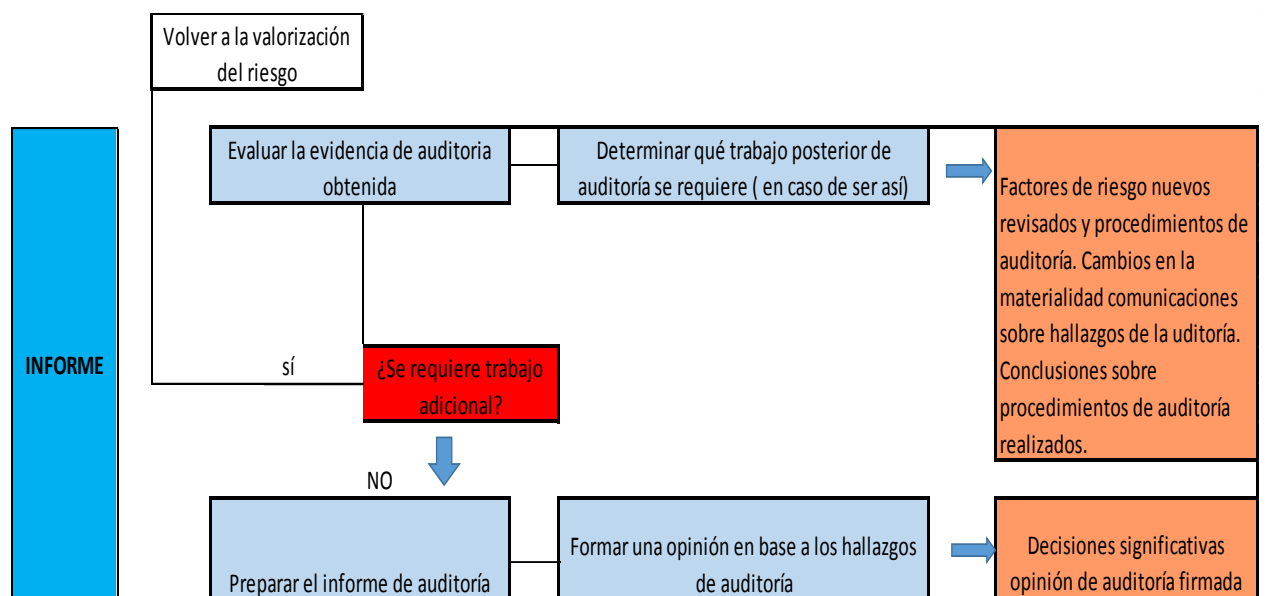 Volver a la valorización
del riesgo
Evaluar la evidencia de auditoria
obtenida
Determinar qué trabajo posterior de
auditoría se requiere ( en caso de ser así)
Factores de riesgo nuevos
revisados y procedimientos de
auditoría. Cambios en la
materialidad comunicaciones
sobre hallazgos de la uditoría.
Conclusiones sobre
procedimientos de auditoría
realizados.
INFORME
sí
¿Se requiere trabajo
adicional?
NO
Preparar el informe de auditoría
Formar una opinión en base a los hallazgos
de auditoría
Decisiones significativas
opinión de auditoría firmada